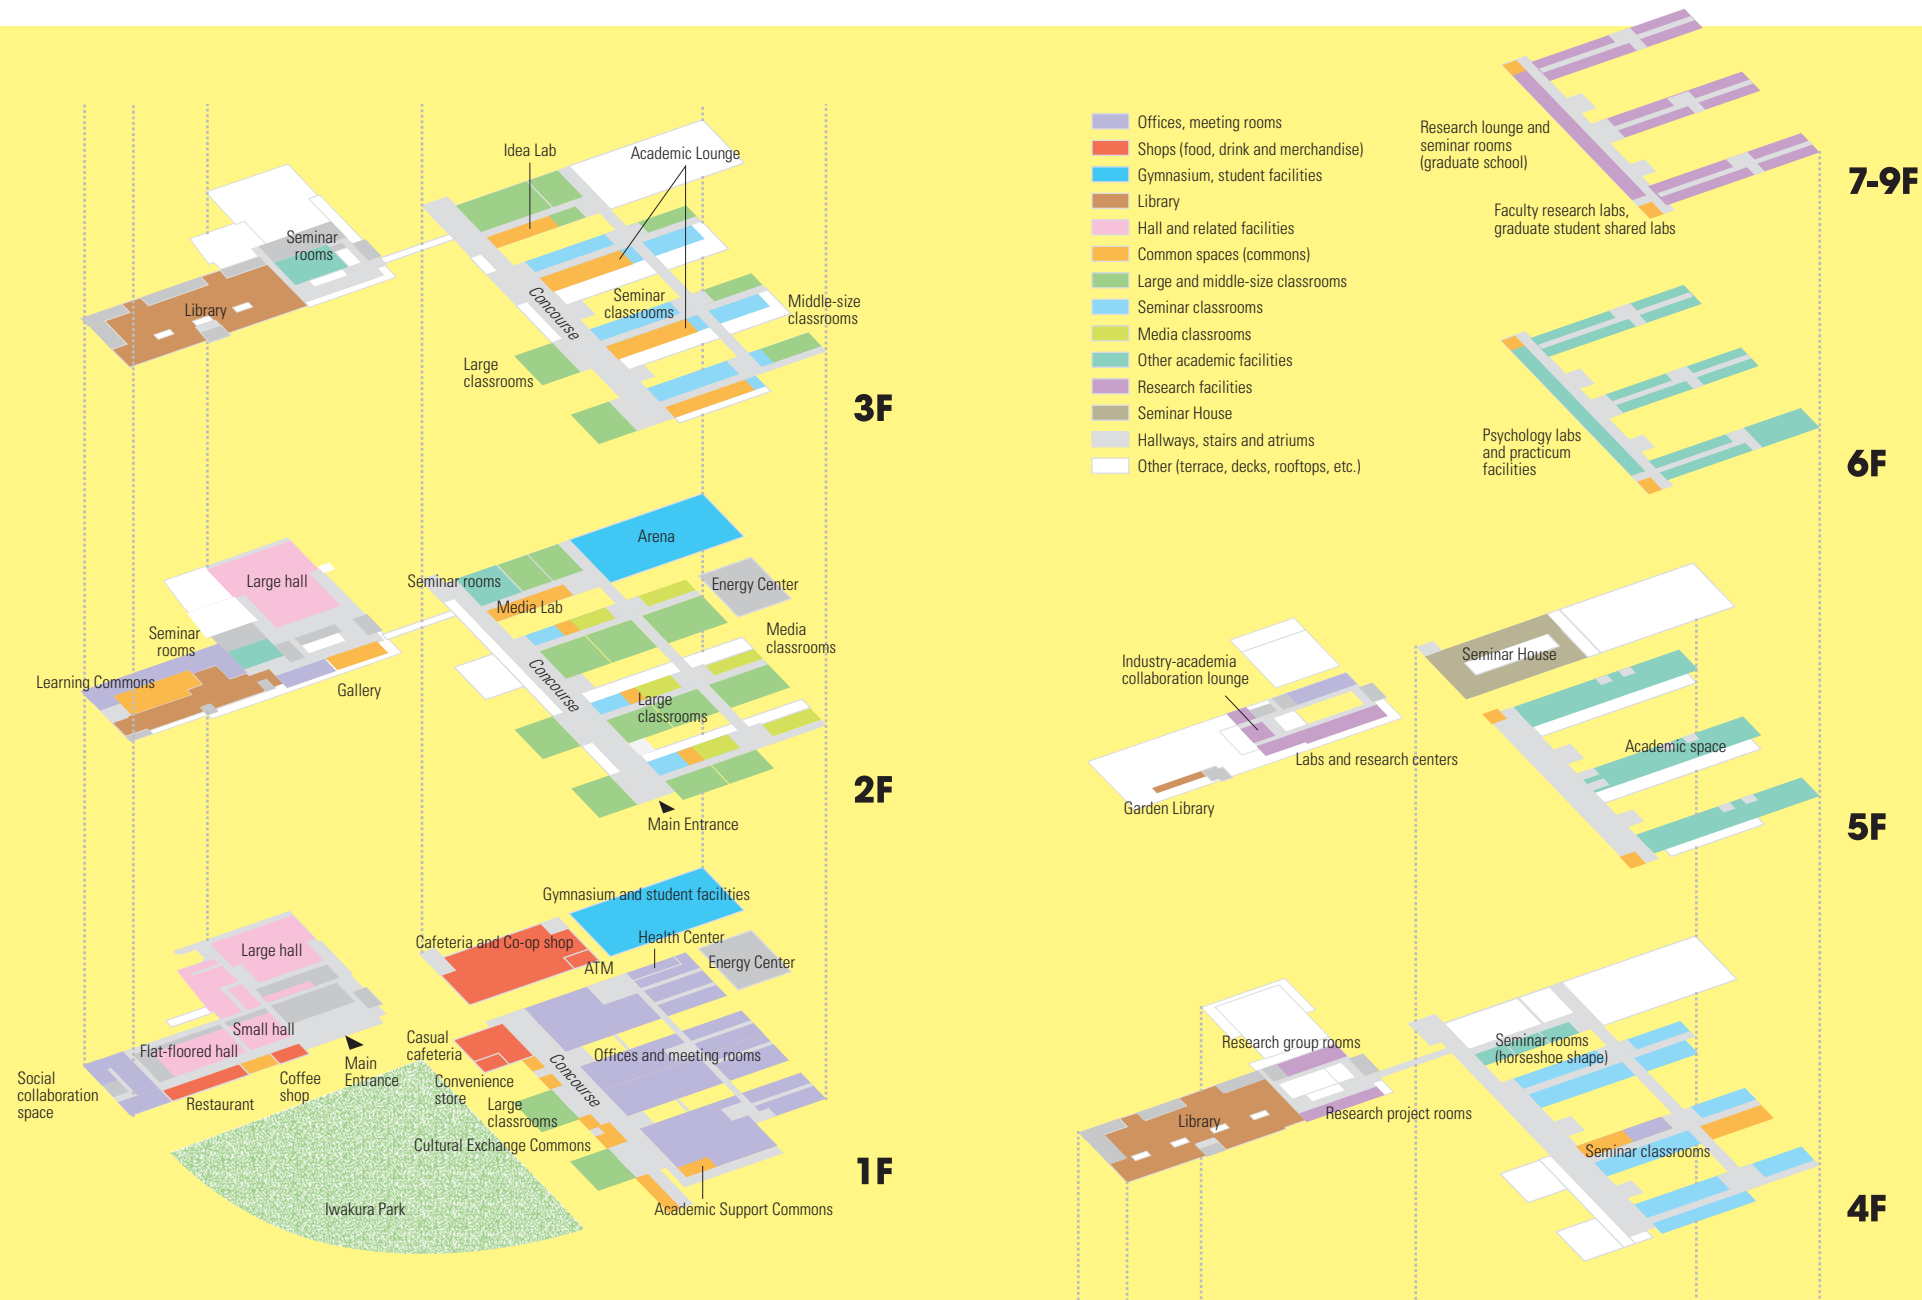 Idea Lab
Academic Lounge
Seminar
rooms
Library
Concourse
Seminar
classrooms
Middle-size
classrooms
Large
classrooms
3F
Arena
Large hall
Seminar rooms
Energy Center
Media Lab
Seminar
rooms
Media
classrooms
Learning Commons
Gallery
Concourse
Large
classrooms
2F
Main Entrance
Gymnasium and student facilities
Cafeteria and Co-op shop
Health Center
Large hall
ATM
Energy Center
Small hall
Flat-floored hall
Casual
cafeteria
Concourse
Offices and meeting rooms
Main
Entrance
Social
collaboration
space
Coffee
shop
Convenience
store
Restaurant
Large
classrooms
Cultural Exchange Commons
1F
Iwakura Park
Academic Support Commons
Offices, meeting rooms
Shops (food, drink and merchandise)
Gymnasium, student facilities
Library
Hall and related facilities
Common spaces (commons)
Large and middle-size classrooms
Seminar classrooms
Media classrooms
Other academic facilities
Research facilities
Seminar House
Hallways, stairs and atriums
Other (terrace, decks, rooftops, etc.)
Research lounge and
seminar rooms
(graduate school)
7-9F
Faculty research labs,
graduate student shared labs
Psychology labs
and practicum
facilities
6F
Seminar House
Industry-academia
collaboration lounge
Academic space
Labs and research centers
Garden Library
5F
Research group rooms
Seminar rooms
(horseshoe shape)
Library
Research project rooms
Seminar classrooms
4F